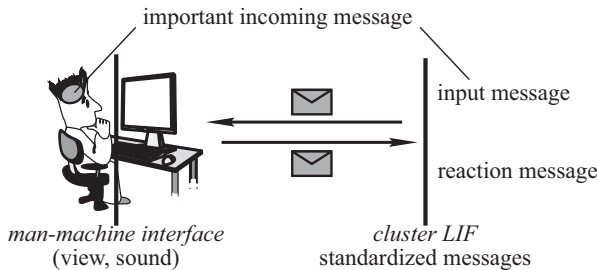 important incoming message
input message
reaction message
man-machine interface
(view, sound)
cluster LIF
standardized messages